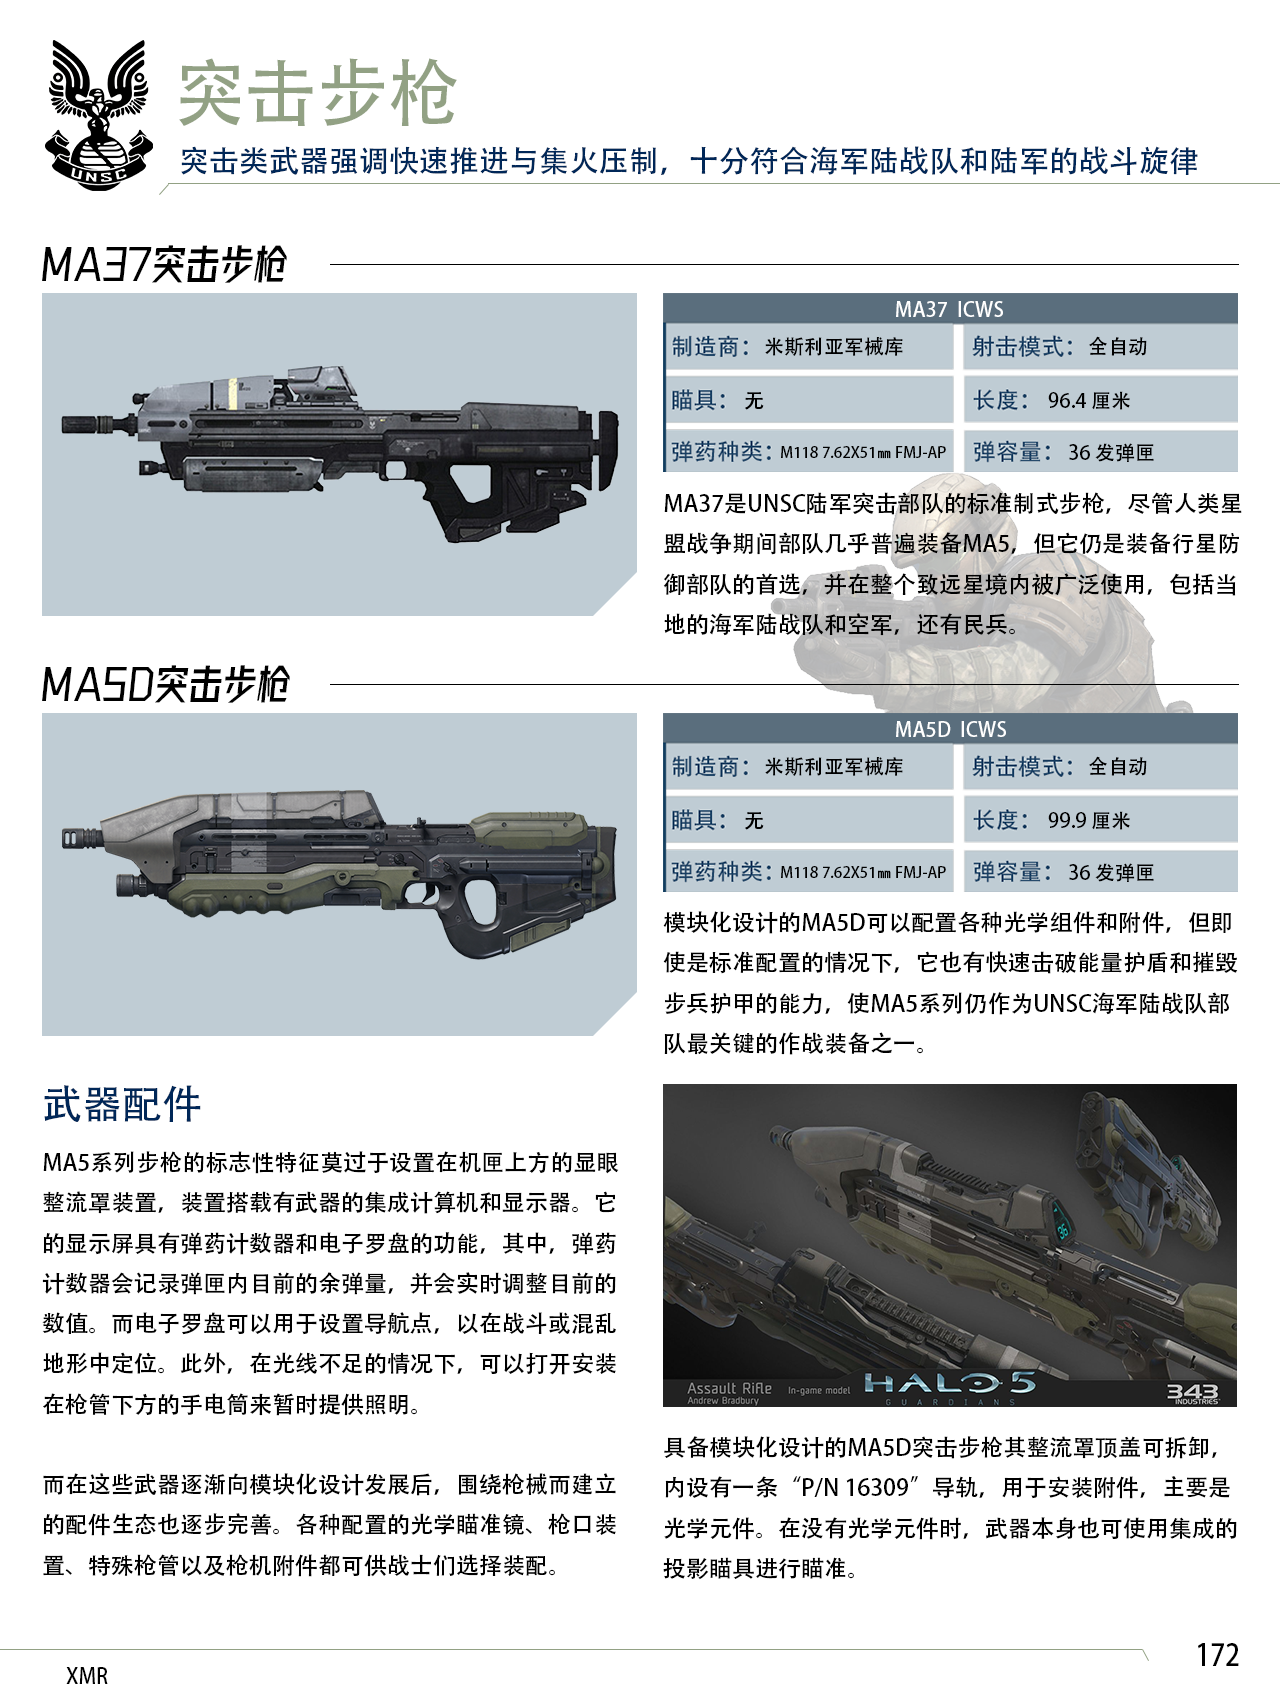 UNSC
突击步枪
突击类武器强调快速推进与集火压制，十分符合海军陆战队和陆军的战斗旋律
MA37突击步枪
MA37 ICWS
制造商：米斯利亚军械库
射击模式：全自动
瞄具：无
长度：96.4 厘米
弹药种类：M118 7.62X51㎜ FMJ-AP
弹容量：36 发弹匣
MA37是UNSC陆军突击部队的标准制式步枪，尽管人类星
盟战争期间部队几乎普遍装备MA5，但它仍是装备行星防
御部队的首选，并在整个致远星境内被广泛使用，包括当
地的海军陆战队和空军，还有民兵。
MA5D突击步枪
MA5D ICWS
制造商：米斯利亚军械库
射击模式：全自动
瞄具：无
长度：99.9 厘米
弹药种类：M118 7.62X51㎜ FMJ-AP
弹容量：36 发弹匣
模块化设计的MA5D可以配置各种光学组件和附件，但即
使是标准配置的情况下，它也有快速击破能量护盾和摧毁
步兵护甲的能力，使MA5系列仍作为UNSC海军陆战队部
队最关键的作战装备之一。
武器配件
MA5系列步枪的标志性特征莫过于设置在机匣上方的显眼
整流罩装置，装置搭载有武器的集成计算机和显示器。它
的显示屏具有弹药计数器和电子罗盘的功能，其中，弹药
计数器会记录弹匣内目前的余弹量，并会实时调整目前的
数值。而电子罗盘可以用于设置导航点，以在战斗或混乱
地形中定位。此外，在光线不足的情况下，可以打开安装
在枪管下方的手电筒来暂时提供照明。
而在这些武器逐渐向模块化设计发展后，围绕枪械而建立
的配件生态也逐步完善。各种配置的光学瞄准镜、枪口装
置、特殊枪管以及枪机附件都可供战士们选择装配。
36
Assault Rifle
Andrew Bradbury
In-game model
HALO 5
GUARDIANS
343
INDUSTRIES
具备模块化设计的MA5D突击步枪其整流罩顶盖可拆卸，
内设有一条“P/N 16309”导轨，用于安装附件，主要是
光学元件。在没有光学元件时，武器本身也可使用集成的
投影瞄具进行瞄准。
172
XMR